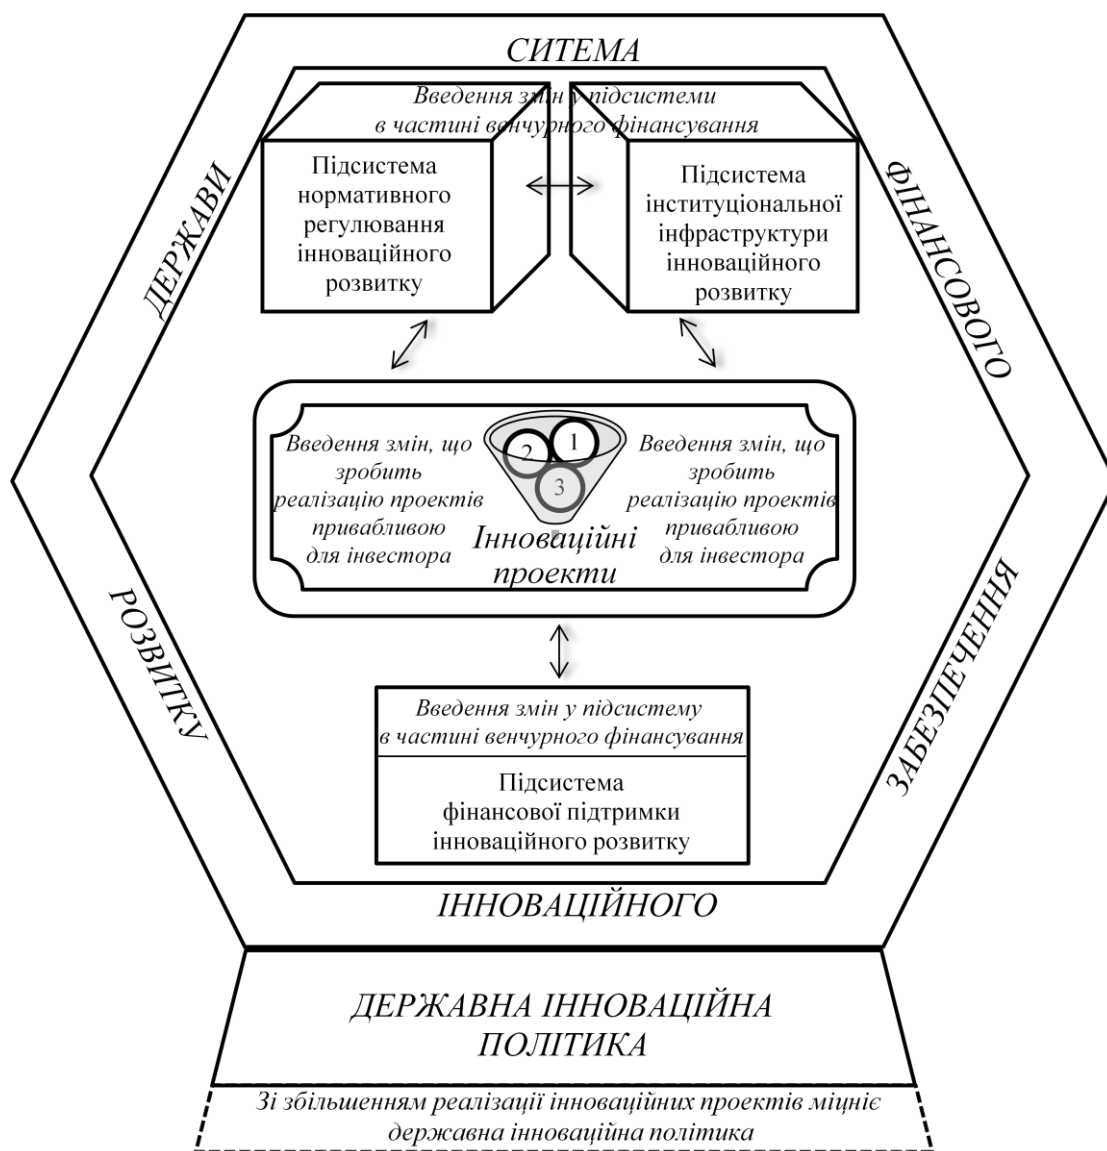 СИТЕМА
ФІНАНСОВОГО
ЗАБЕЗПЕЧЕННЯ
ІННОВАЦІЙНОГО
РОЗВИТКУ
ДЕРЖАВИ
Введення змін у підсистеми
в частині венчурного фінансування
Підсистема
нормативного
регулювання
інноваційного
розвитку
Підсистема
інституціональної
інфраструктури
інноваційного
розвитку
Введення змін, що
зробить
реалізацію проектів
привабливою
для інвестора
1
2
3
Інноваційні
проекти
Введення змін, що
зробить
реалізацію проектів
привабливою
для інвестора
Введення змін у підсистему
в частині венчурного фінансування
Підсистема
фінансової підтримки
інноваційного розвитку
ДЕРЖАВНА ІННОВАЦІЙНА
ПОЛІТИКА
Зі збільшенням реалізації інноваційних проектів міцніє
державна інноваційна політика